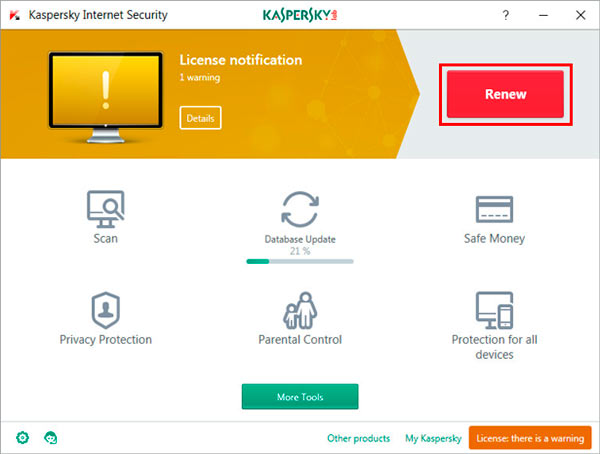 Kaspersky Internet Security
KASPERSKY lab
?
License notification
1 warning
Details
Renew
Scan
Database Update
21 %
Safe Money
Privacy Protection
Parental Control
Protection for all
devices
More Tools
Other products
My Kaspersky
License: there is a warning